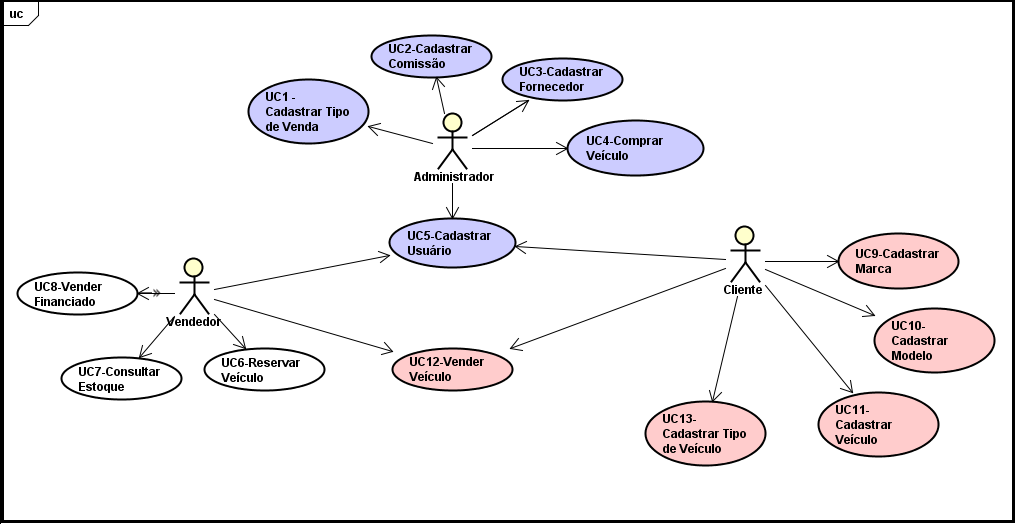 uc
UC2-Cadastrar
Comissão
UC3-Cadastrar
Fornecedor
UC1 -
Cadastrar Tipo
de Venda
UC4-Comprar
Veículo
Administrador
UC5-Cadastrar
Usuário
UC9-Cadastrar
Marca
UC8-Vender
Financiado
Cliente
Vendedor
UC10-
Cadastrar
Modelo
UC7-Consultar
Estoque
UC6-Reservar
Veículo
UC12-Vender
Veículo
UC11-
Cadastrar
Veículo
UC13-
Cadastrar Tipo
de Veículo